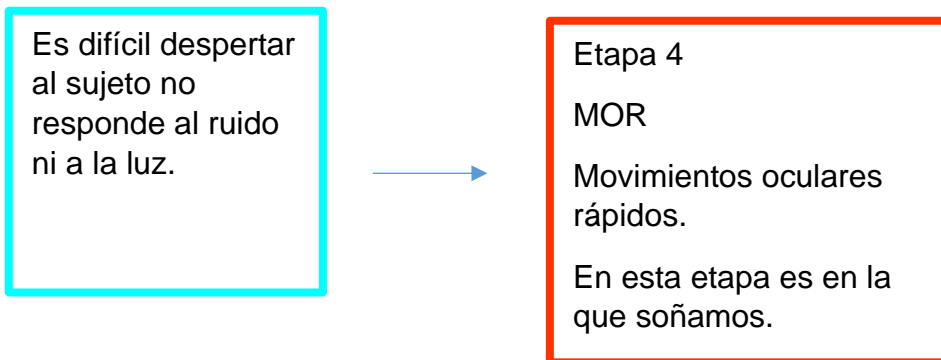 Es difícil despertar
al sujeto no
responde al ruido
ni a la luz.
Etapa 4
MOR
Movimientos oculares
rápidos.
En esta etapa es en la
que soñamos.